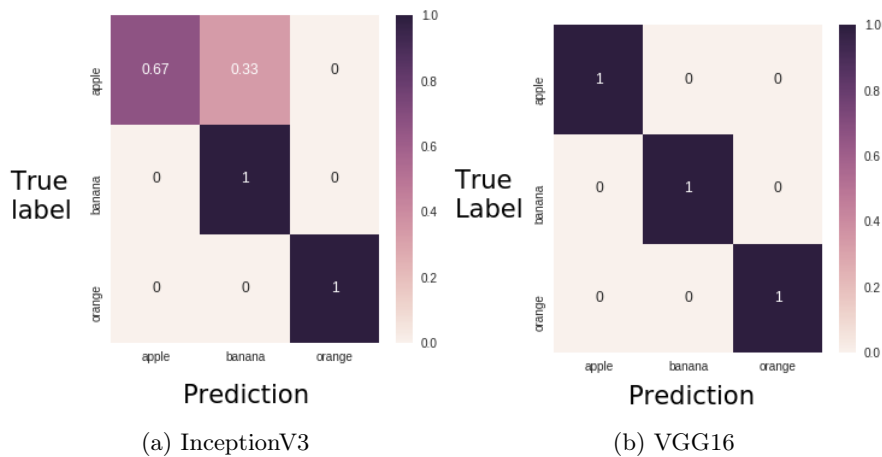 1.0
apple 0.67 0.33 0
0.8
0.6
True
label
banana 0 1 0
0.4
0.2
orange 0 0 1
0.0
apple banana orange
Prediction
(a) InceptionV3
1.0
apple 1 0 0
0.8
0.6
True
Label
banana 0 1 0
0.4
0.2
orange 0 0 1
0.0
apple banana orange
Prediction
(b) VGG16